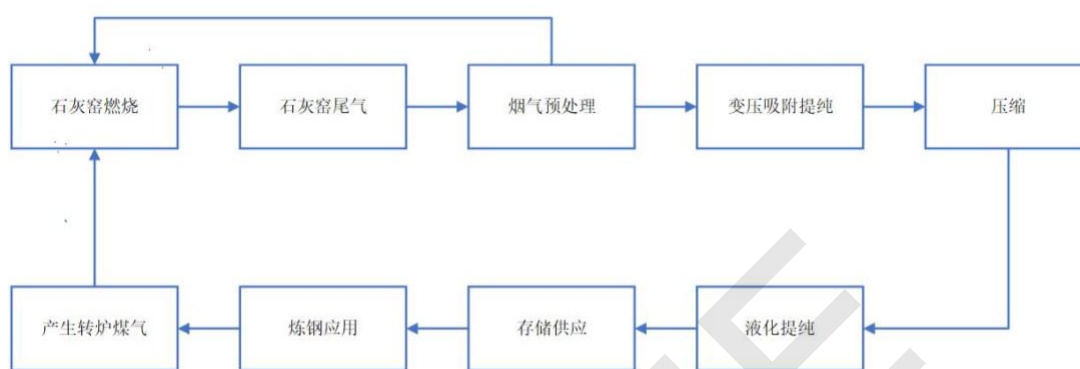 石灰窑燃烧
石灰窑尾气
烟气预处理
变压吸附提纯
压缩
产生转炉煤气
炼钢应用
存储供应
液化提纯